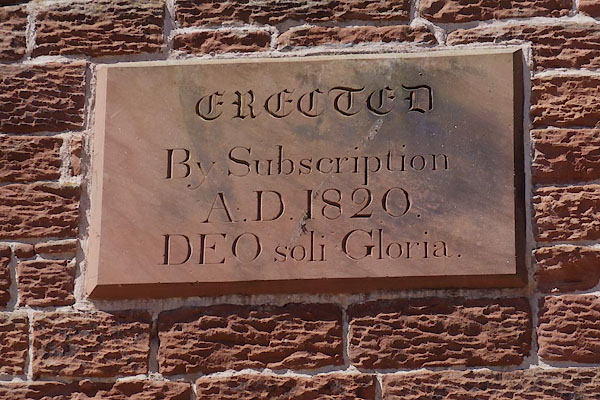 ERECTED
By Subscription
A.D. 1820.
DEO soli Gloria.